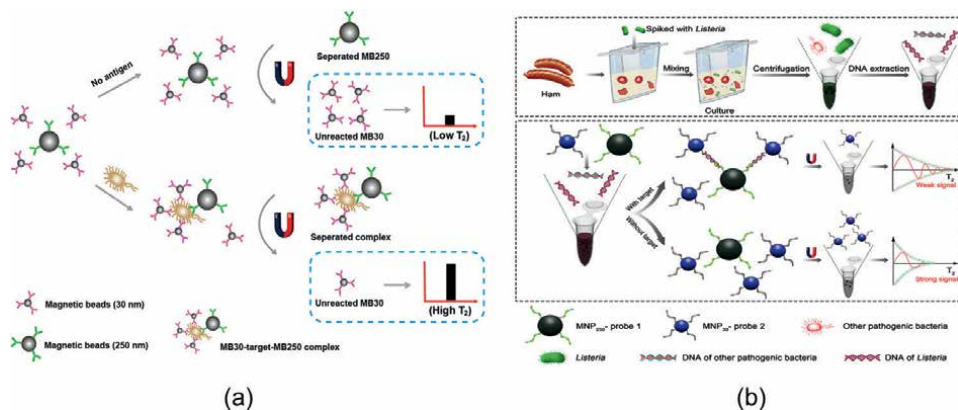 No antigen
Seperated MB250
Unreacted MB30
(Low T2)
Seperated complex
Unreacted MB30
(High T2)
Magnetic beads (30 nm)
Magnetic beads (250 nm)
MB30-target-MB250 complex
(a)
Spiked with Listeria
Ham
Mixing
Culture
Centrifugation
DNA extraction
With target
Without target
T2
Weak signal
T2
Strong signal
MNP250- probe 1
MNP30- probe 2
Other pathogenic bacteria
Listeria
DNA of other pathogenic bacteria
DNA of Listeria
(b)